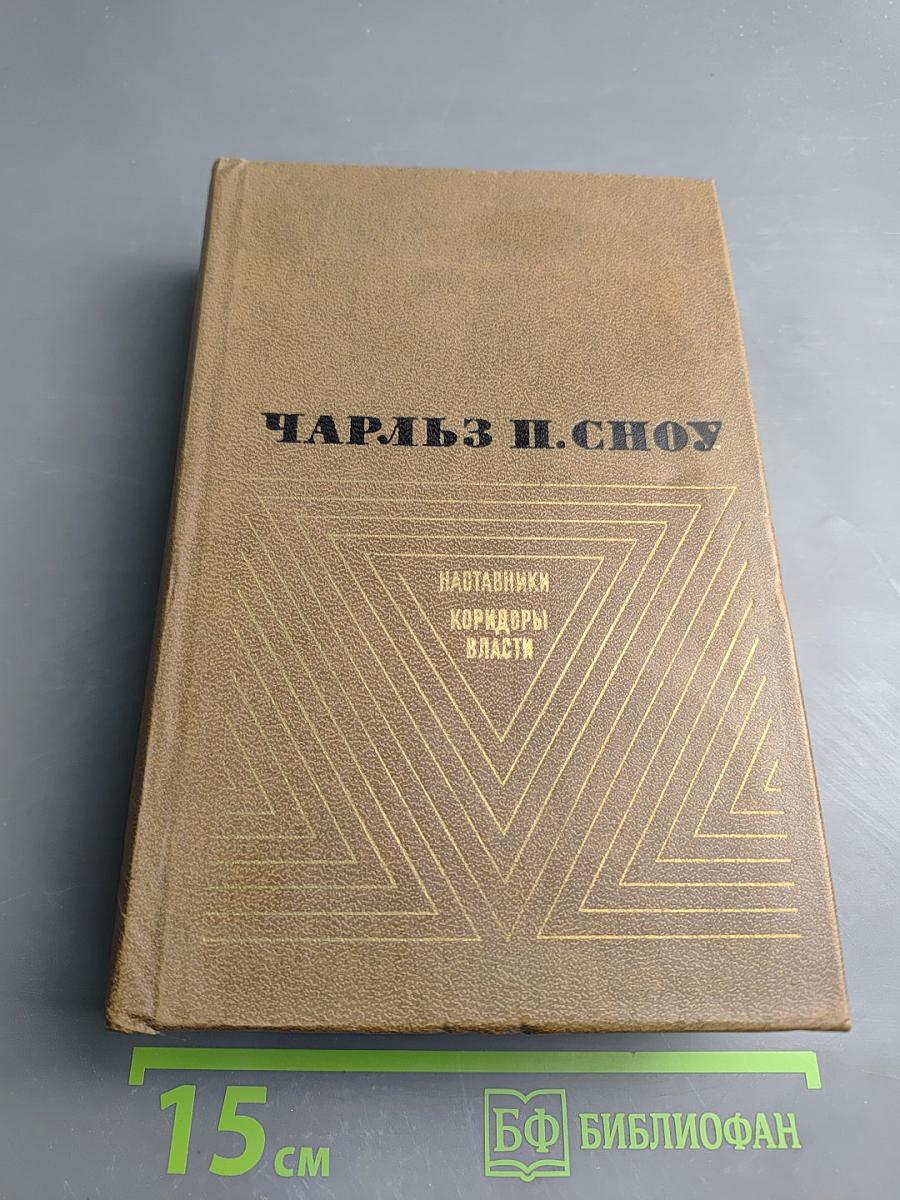 ЧАРЛЬЗ П. СНОУ
НАСТАВНИКИ
КОРИДОРЫ
ВЛАСТИ
15 СМ
БФ БИБЛИОФАН